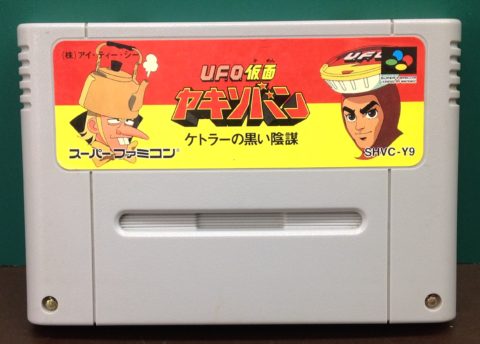 (株)アイ・ティー・シー
UFO仮面
ヤキソバン
ケトラーの黒い陰謀
UFO
SUPER FAMICOM
スーパーファミコン
SHVC-Y9